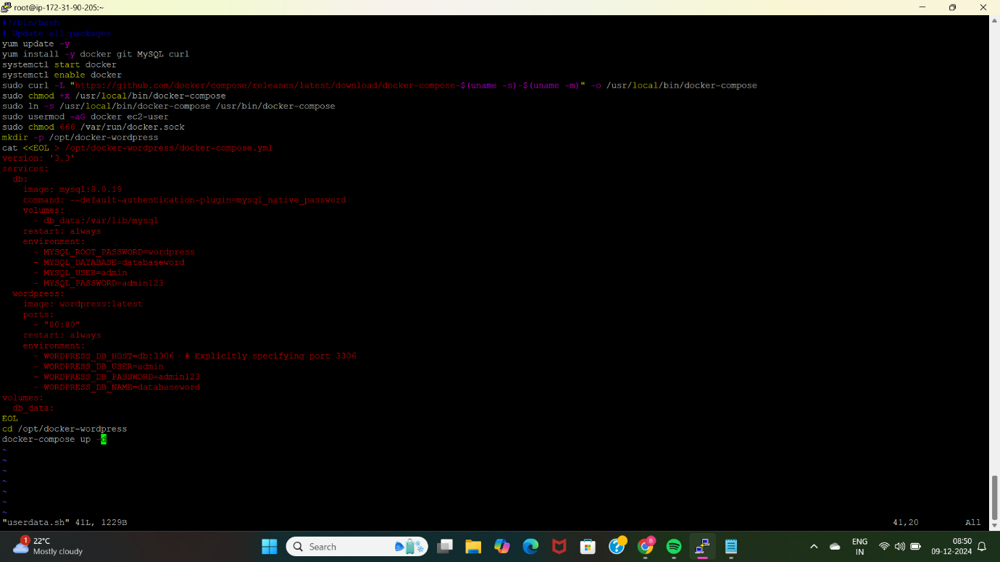 root@ip-172-31-90-205:~
#!/bin/bash
# Update all packages
yum update -y
yum install -y docker git MySQL curl
systemctl start docker
systemctl enable docker
sudo curl -L "https://github.com/docker/compose/releases/latest/download/docker-compose-$(uname -s)-$(uname -m)" -o /usr/local/bin/docker-compose
sudo chmod +x /usr/local/bin/docker-compose
sudo ln -s /usr/local/bin/docker-compose /usr/bin/docker-compose
sudo usermod -aG docker ec2-user
sudo chmod 666 /var/run/docker.sock
mkdir -p /opt/docker-wordpress
cat <<EOL > /opt/docker-wordpress/docker-compose.yml
version: '3.3'
services:
  db:
    image: mysql:8.0.19
    command: --default-authentication-plugin=mysql_native_password
    volumes:
      - db_data:/var/lib/mysql
    restart: always
    environment:
      - MYSQL_ROOT_PASSWORD=wordpress
      - MYSQL_DATABASE=databaseword
      - MYSQL_USER=admin
      - MYSQL_PASSWORD=admin123
  wordpress:
    image: wordpress:latest
    ports:
      - "80:80"
    restart: always
    environment:
      - WORDPRESS_DB_HOST=db:3306  # Explicitly specifying port 3306
      - WORDPRESS_DB_USER=admin
      - WORDPRESS_DB_PASSWORD=admin123
      - WORDPRESS_DB_NAME=databaseword
volumes:
  db_data:
EOL
cd /opt/docker-wordpress
docker-compose up -d
~
~
~
~
~
~
~
"userdata.sh" 41L, 1229B 41,20 All
1 22°C
Mostly cloudy
Search
ENG
IN
08:50
09-12-2024